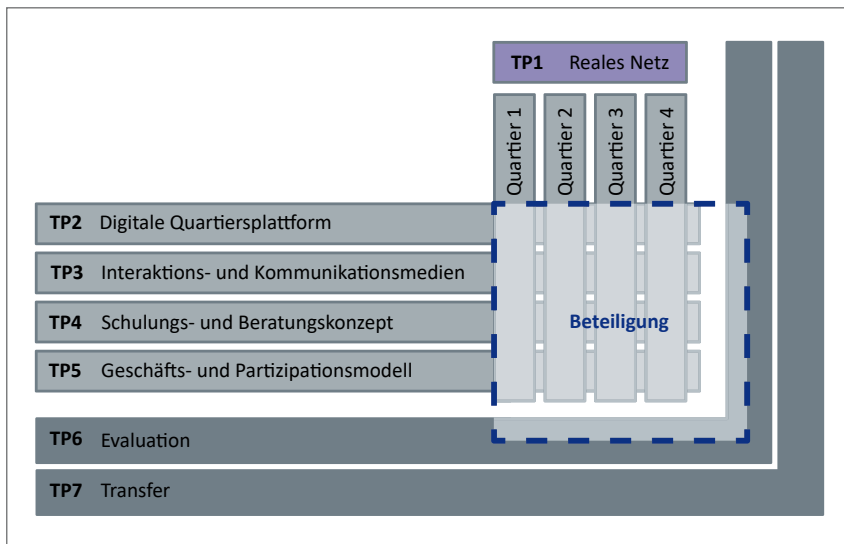 TP1 Reales Netz
Quartier 1
Quartier 2
Quartier 3
Quartier 4
TP2 Digitale Quartiersplattform
TP3 Interaktions- und Kommunikationsmedien
TP4 Schulungs- und Beratungskonzept
Beteiligung
TP5 Geschäfts- und Partizipationsmodell
TP6 Evaluation
TP7 Transfer